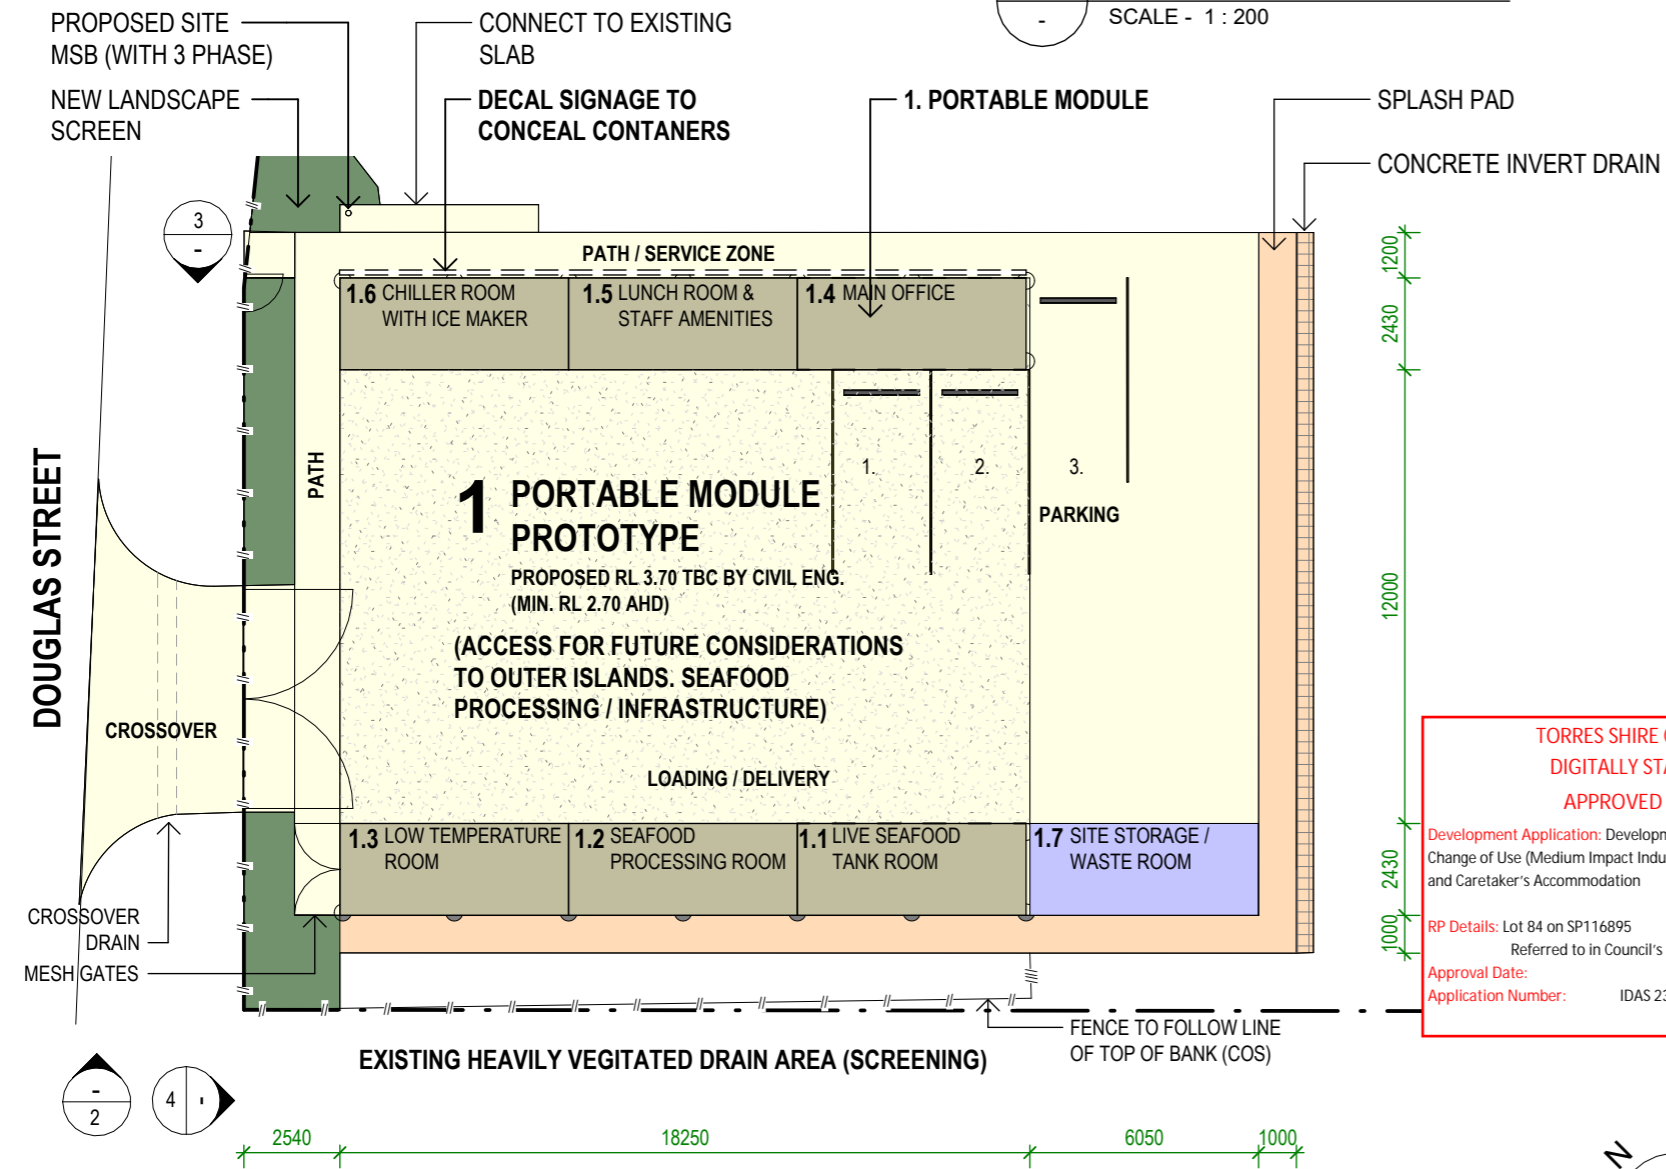 PROPOSED SITE
MSB (WITH 3 PHASE)
CONNECT TO EXISTING
SLAB
-
SCALE - 1 : 200
NEW LANDSCAPE
SCREEN
DECAL SIGNAGE TO
CONCEAL CONTANERS
1. PORTABLE MODULE
SPLASH PAD
CONCRETE INVERT DRAIN
3
-
PATH / SERVICE ZONE
1.6 CHILLER ROOM
WITH ICE MAKER
1.5 LUNCH ROOM &
STAFF AMENITIES
1.4 MAIN OFFICE
1200
2430
12000
2430
1000
DOUGLAS STREET
PATH
1.
2.
3.
PARKING
1 PORTABLE MODULE
PROTOTYPE
PROPOSED RL 3.70 TBC BY CIVIL ENG.
(MIN. RL 2.70 AHD)
(ACCESS FOR FUTURE CONSIDERATIONS
TO OUTER ISLANDS. SEAFOOD
PROCESSING / INFRASTRUCTURE)
CROSSOVER
LOADING / DELIVERY
1.3 LOW TEMPERATURE
ROOM
1.2 SEAFOOD
PROCESSING ROOM
1.1 LIVE SEAFOOD
TANK ROOM
1.7 SITE STORAGE /
WASTE ROOM
TORRES SHIRE
DIGITALLY STA
APPROVED
Development Application: Developn
Change of Use (Medium Impact Indu
and Caretaker's Accommodation
RP Details: Lot 84 on SP116895
Referred to in Council's
Approval Date:
Application Number: IDAS 23
CROSSOVER
DRAIN
MESH GATES
FENCE TO FOLLOW LINE
OF TOP OF BANK (COS)
EXISTING HEAVILY VEGITATED DRAIN AREA (SCREENING)
-
2
4
-
2540
18250
6050
1000
N